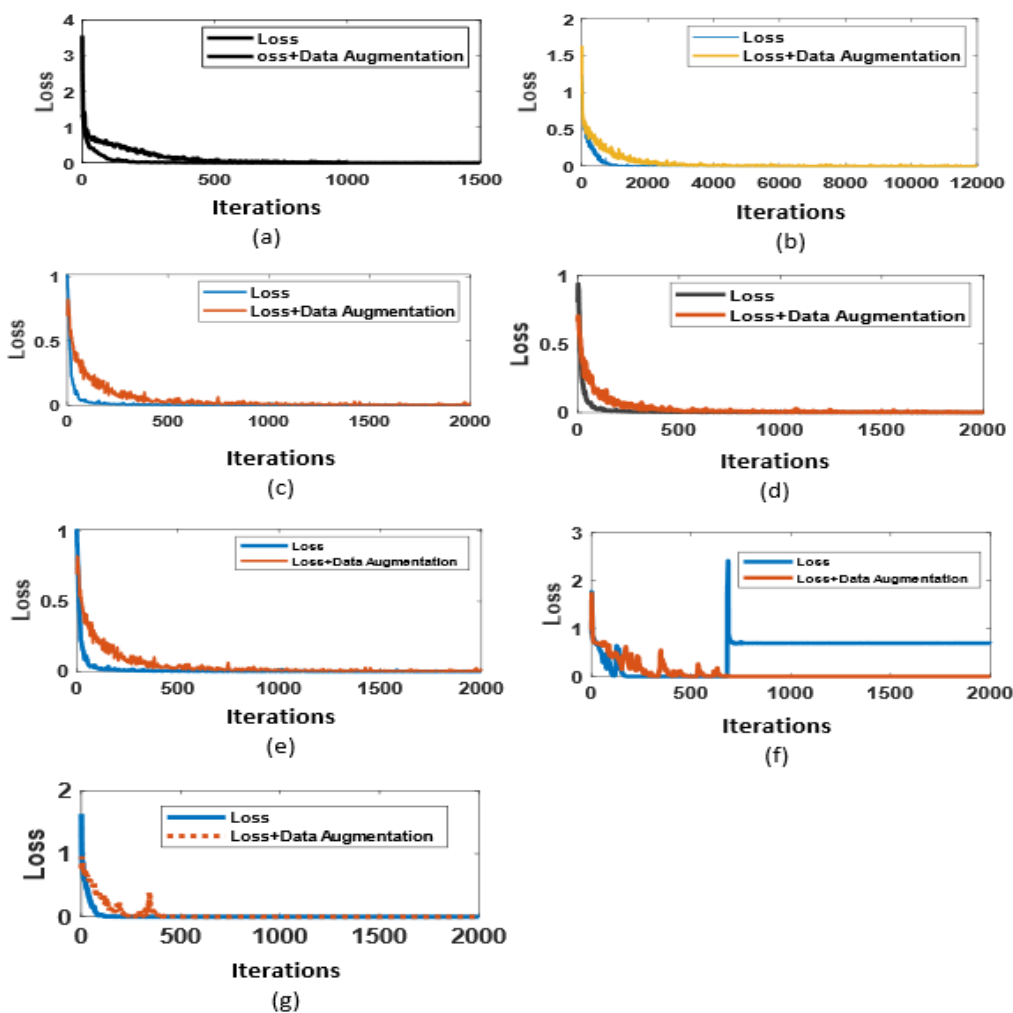 4
3
2
1
0
Loss
Loss
oss+Data Augmentation
0 500 1000 1500
Iterations
(a)
2
1.5
1
0.5
0
Loss
Loss
Loss+Data Augmentation
0 2000 4000 6000 8000 10000 12000
Iterations
(b)
1
0.5
0
Loss
Loss
Loss+Data Augmentation
0 500 1000 1500 2000
Iterations
(c)
1
0.5
0
Loss
Loss
Loss+Data Augmentation
0 500 1000 1500 2000
Iterations
(d)
1
0.5
0
Loss
Loss
Loss+Data Augmentation
0 500 1000 1500 2000
Iterations
(e)
3
2
1
0
Loss
Loss
Loss+Data Augmentation
0 500 1000 1500 2000
Iterations
(f)
2
1
0
Loss
Loss
Loss+Data Augmentation
0 500 1000 1500 2000
Iterations
(g)